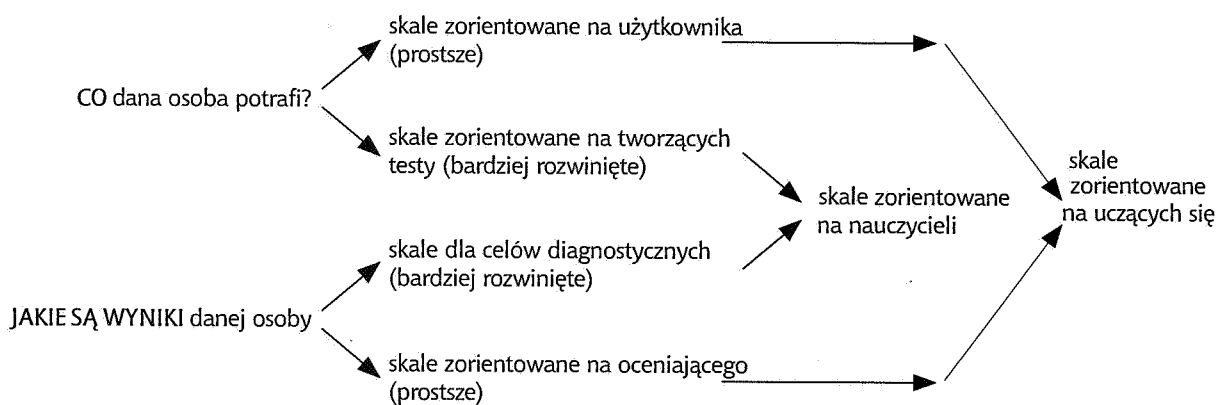 skale zorientowane na użytkownika
(prostsze)
CO dana osoba potrafi?
skale zorientowane na tworzących
testy (bardziej rozwinięte)
skale zorientowane
na nauczycieli
skale
zorientowane
na uczących się
skale dla celów diagnostycznych
(bardziej rozwinięte)
JAKIE SĄ WYNIKI danej osoby
skale zorientowane na oceniającego
(prostsze)